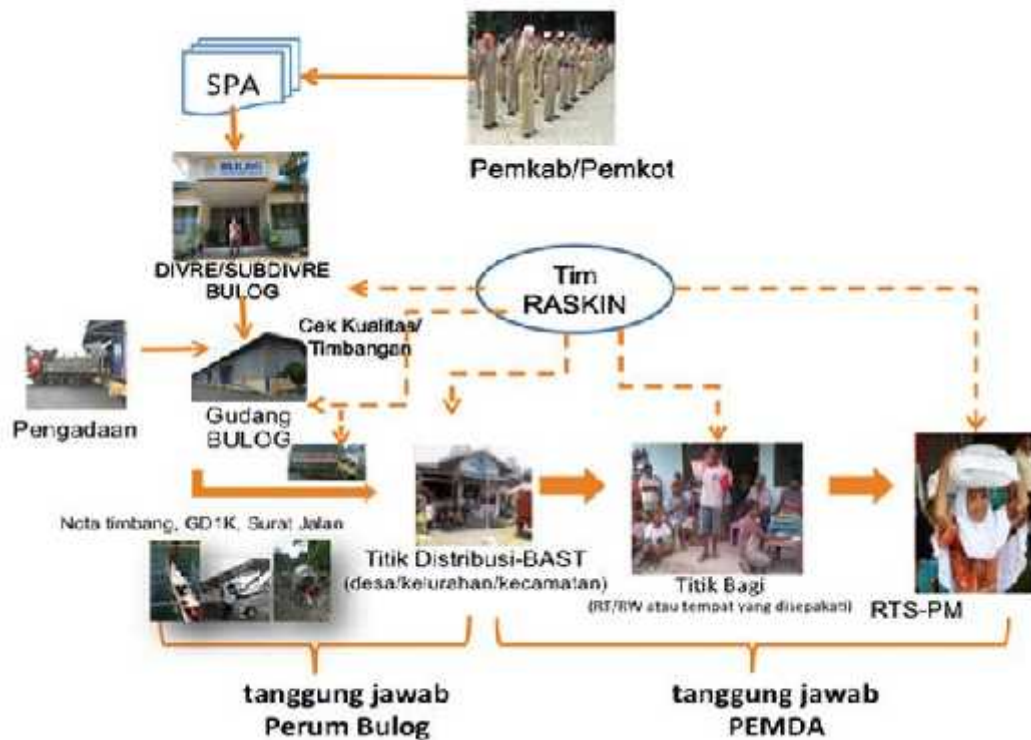 SPA
Pemkab/Pemkot
BULOG
DIVRE/SUBDIVRE
BULOG
Tim
RASKIN
Cek Kualitas/
Timbangan
Pengadaan
Gudang
BULOG
Nota timbang, GD1K, Surat Jalan
Titik Distribusi-BAST
(desa/kelurahan/kecamatan)
Titik Bagi
(RT/RW atau tempat yang disepakati)
RTS-PM
tanggung jawab
Perum Bulog
tanggung jawab
PEMDA